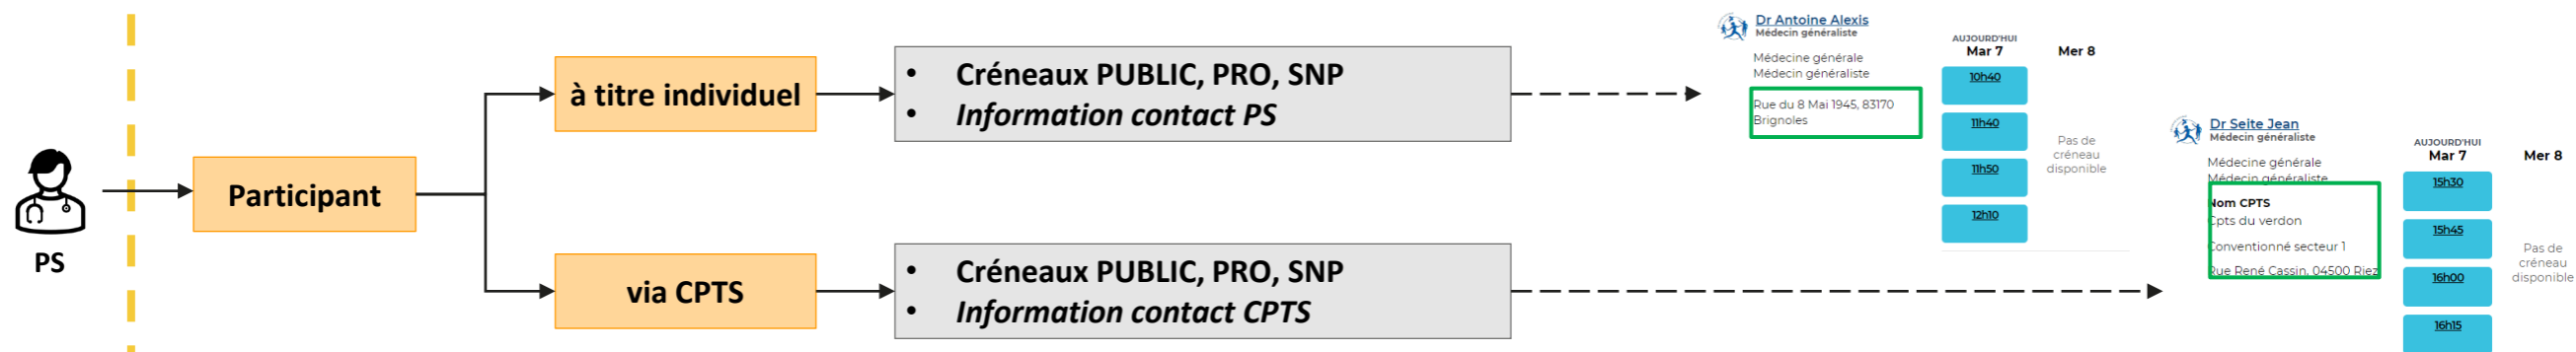 PS
Participant
à titre individuel
• Créneaux PUBLIC, PRO, SNP
• Information contact PS
via CPTS
• Créneaux PUBLIC, PRO, SNP
• Information contact CPTS
Dr Antoine Alexis
Médecin généraliste
Médecine générale
Médecin généraliste
Rue du 8 Mai 1945, 83170
Brignoles
AUJOURD'HUI
Mar 7
Mer 8
10h40
11h40
11h50
12h10
Pas de
créneau
disponible
Dr Seite Jean
Médecin généraliste
Médecine générale
Médecin généraliste
Nom CPTS
Cpts du verdon
Conventionné secteur 1
Rue René Cassin, 04500 Riez
AUJOURD'HUI
Mar 7
Mer 8
15h30
15h45
16h00
16h15
Pas de
créneau
disponible